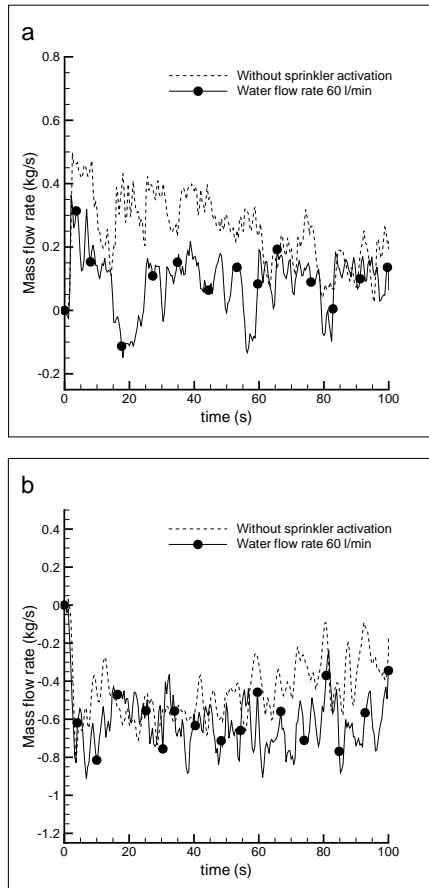 a
0.8
Without sprinkler activation
Water flow rate 60 l/min
0.6
0.4
0.2
0
-0.2
Mass flow rate (kg/s)
0 20 40 60 80 100
time (s)
b
0.4
Without sprinkler activation
Water flow rate 60 l/min
0.2
0
-0.2
-0.4
-0.6
-0.8
-1
-1.2
Mass flow rate (kg/s)
0 20 40 60 80 100
time (s)